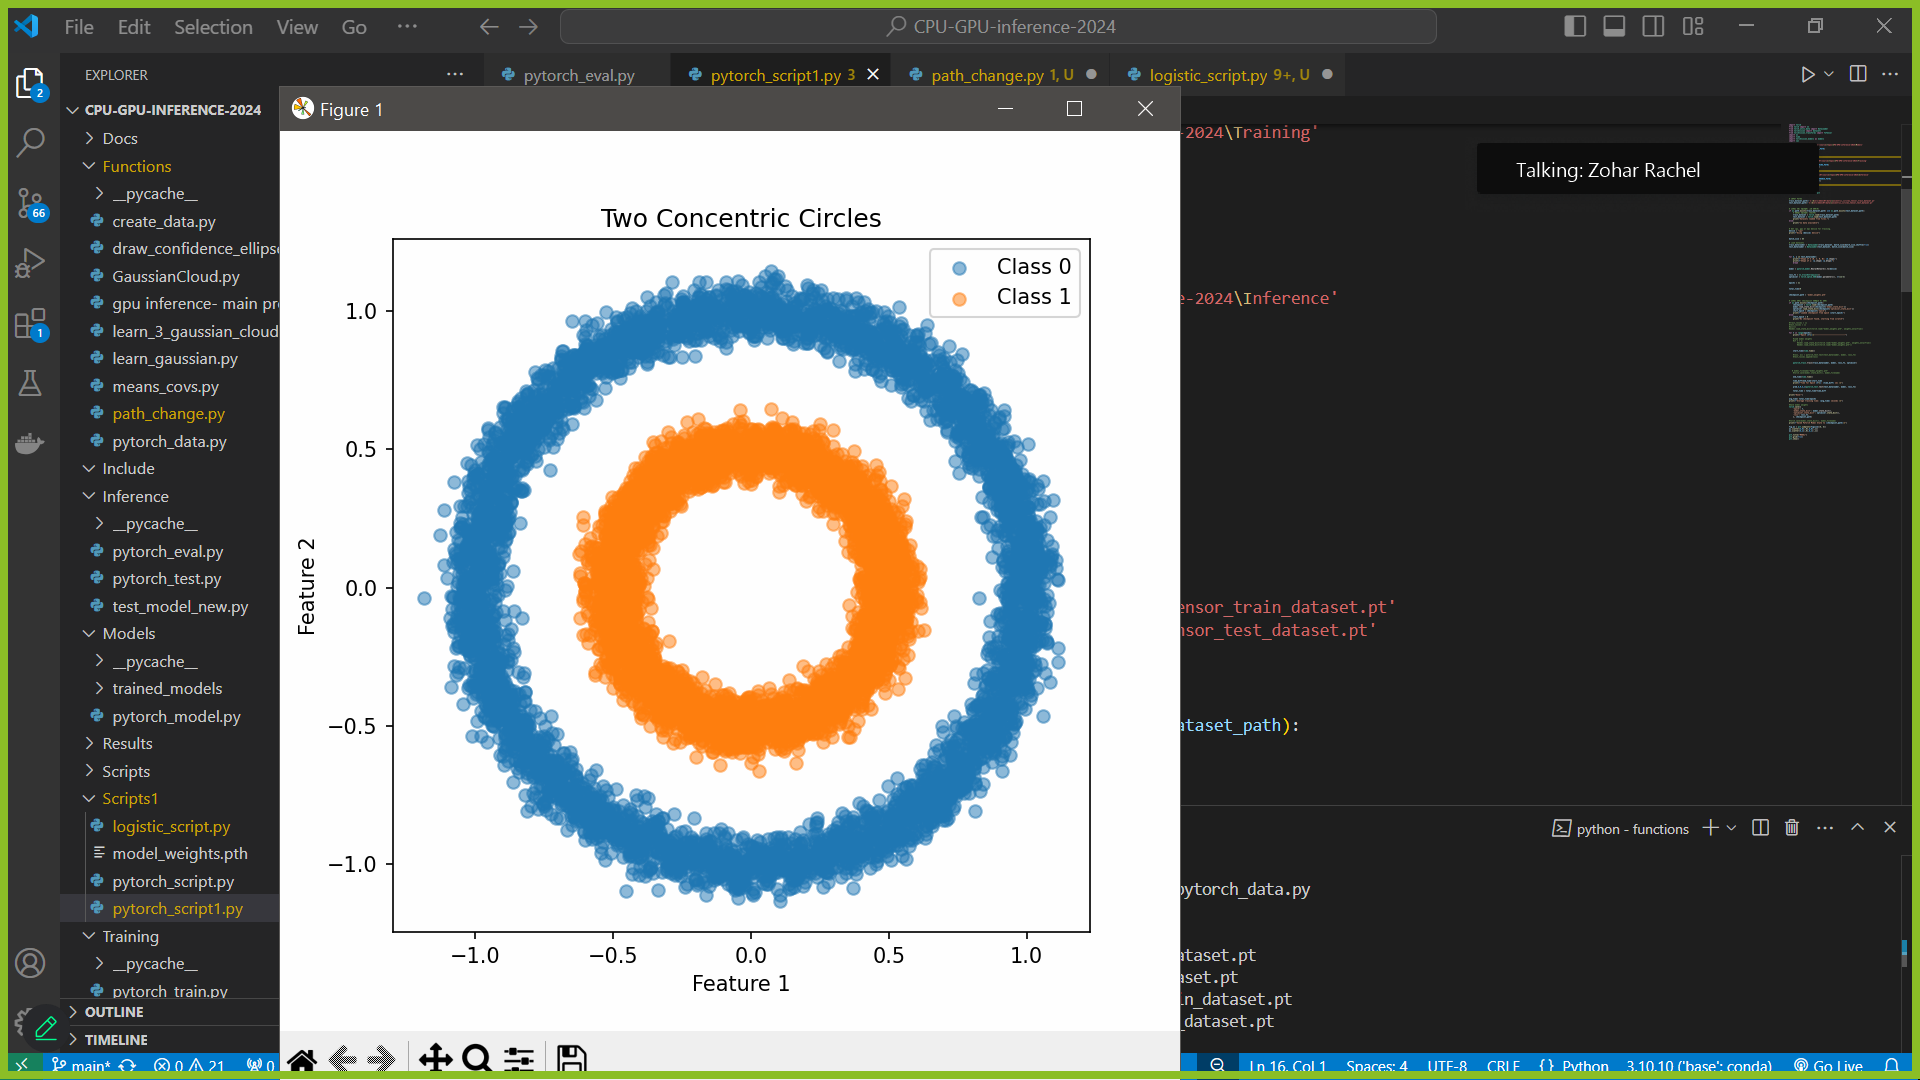 File Edit Selection View Go
CPU-GPU-inference-2024
EXPLORER
pytorch_eval.py
pytorch_script1.py 3
path_change.py 1, U
logistic_script.py 9+, U
CPU-GPU-INFERENCE-2024
Docs
Functions
__pycache__
create_data.py
draw_confidence_ellips
GaussianCloud.py
gpu inference- main pr
learn_3_gaussian_cloud
learn_gaussian.py
means_covs.py
path_change.py
pytorch_data.py
Include
Inference
__pycache__
pytorch_eval.py
pytorch_test.py
test_model_new.py
Models
__pycache__
trained_models
pytorch_model.py
Results
Scripts
Scripts1
logistic_script.py
model_weights.pth
pytorch_script.py
pytorch_script1.py
Training
__pycache__
pytorch_train.py
OUTLINE
TIMELINE
2
66
1
Figure 1
Two Concentric Circles
Class 0
Class 1
Feature 2
1.0
0.5
0.0
−0.5
−1.0
−1.0 −0.5 0.0 0.5 1.0
Feature 1
2024\Training'
Talking: Zohar Rachel
e-2024\Inference'
ensor_train_dataset.pt'
nsor_test_dataset.pt'
ataset_path):
python - functions
pytorch_data.py
ataset.pt
aset.pt
in_dataset.pt
_dataset.pt
main* 0 21 0
Ln 16, Col 1 Spaces: 4 UTF-8 CRLF { } Python 3.10.10 ('base': conda) Go Live